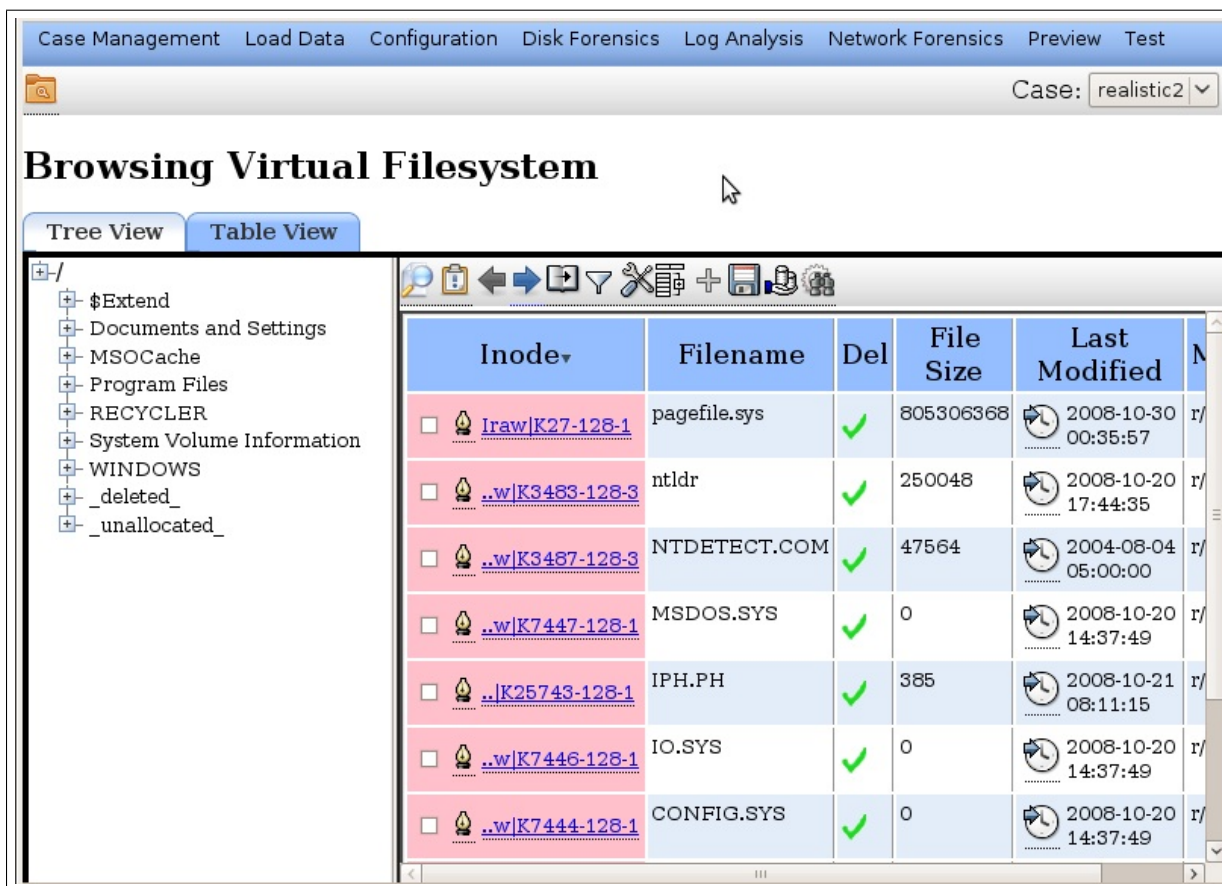 Case Management Load Data Configuration Disk Forensics Log Analysis Network Forensics Preview Test
Case: realistic2
Browsing Virtual Filesystem
Tree View Table View
/
$Extend
Documents and Settings
MSOCache
Program Files
RECYCLER
System Volume Information
WINDOWS
_deleted_
_unallocated_
Inode Filename Del File Size Last Modified
Iraw|K27-128-1 pagefile.sys 805306368 2008-10-30 00:35:57 r/
..w|K3483-128-3 ntldr 250048 2008-10-20 17:44:35 r/
..w|K3487-128-3 NTDETECT.COM 47564 2004-08-04 05:00:00 r/
..w|K7447-128-1 MSDOS.SYS 0 2008-10-20 14:37:49 r/
..|K25743-128-1 IPH.PH 385 2008-10-21 08:11:15 r/
..w|K7446-128-1 IO.SYS 0 2008-10-20 14:37:49 r/
..w|K7444-128-1 CONFIG.SYS 0 2008-10-20 14:37:49 r/